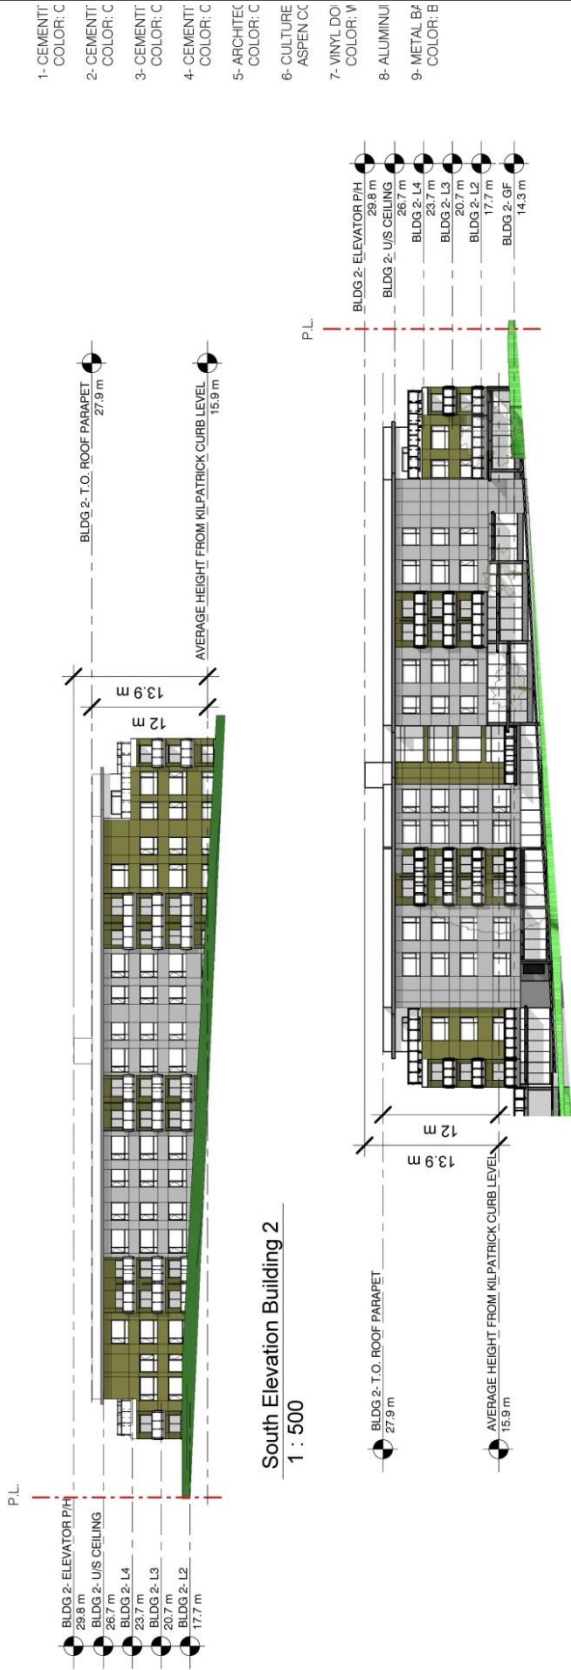 P.L.
BLDG 2- ELEVATOR P/H
29.8 m
BLDG 2- U/S CEILING
26.7 m
BLDG 2- L4
23.7 m
BLDG 2- L3
20.7 m
BLDG 2- L2
17.7 m
12 m
13.9 m
BLDG 2- T.O. ROOF PARAPET
27.9 m
AVERAGE HEIGHT FROM KILPATRICK CURB LEVEL
15.9 m
1- CEMENTI
COLOR: C
2- CEMENTI
COLOR: C
3- CEMENTI
COLOR: C
4- CEMENTI
COLOR: C
5- ARCHITEC
COLOR: C
6- CULTURE
ASPEN CO
7- VINYL DO
COLOR: W
8- ALUMINUI
9- METAL BA
COLOR: B
South Elevation Building 2
1 : 500
BLDG 2- T.O. ROOF PARAPET
27.9 m
AVERAGE HEIGHT FROM KILPATRICK CURB LEVEL
15.9 m
13.9 m
12 m
P.L.
BLDG 2- ELEVATOR P/H
29.8 m
BLDG 2- U/S CEILING
26.7 m
BLDG 2- L4
23.7 m
BLDG 2- L3
20.7 m
BLDG 2- L2
17.7 m
BLDG 2- GF
14.3 m